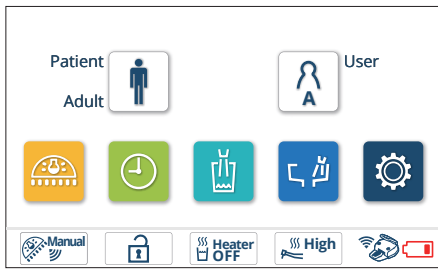 Patient
User
Adult
A
Manual
Heater
OFF
High